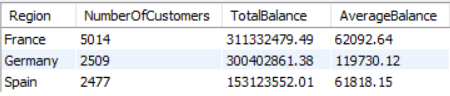 Region NumberOfCustomers TotalBalance AverageBalance
France 5014 311332479.49 62092.64
Germany 2509 300402861.38 119730.12
Spain 2477 153123552.01 61818.15